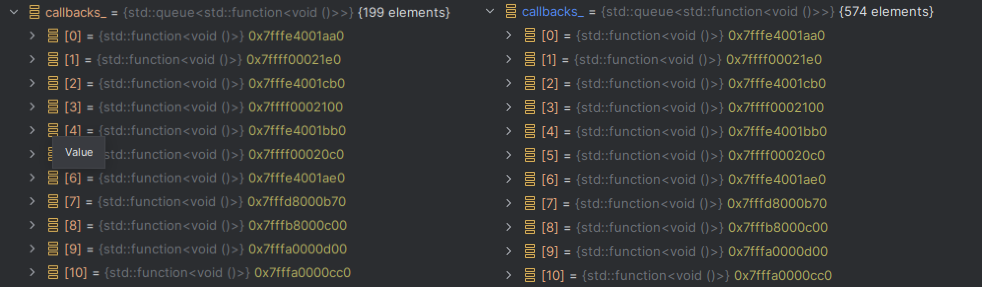 callbacks_ = {std::queue<std::function<void ()>>} {199 elements}
[0] = {std::function<void ()>} 0x7fffe4001aa0
[1] = {std::function<void ()>} 0x7ffff00021e0
[2] = {std::function<void ()>} 0x7fffe4001cb0
[3] = {std::function<void ()>} 0x7ffff0002100
[4] = {std::function<void ()>} 0x7fffe4001bb0
Value
{std::function<void ()>} 0x7ffff00020c0
[6] = {std::function<void ()>} 0x7fffe4001ae0
[7] = {std::function<void ()>} 0x7fffd8000b70
[8] = {std::function<void ()>} 0x7fffb8000c00
[9] = {std::function<void ()>} 0x7fffa0000d00
[10] = {std::function<void ()>} 0x7fffa0000cc0
callbacks_ = {std::queue<std::function<void ()>>} {574 elements}
[0] = {std::function<void ()>} 0x7fffe4001aa0
[1] = {std::function<void ()>} 0x7ffff00021e0
[2] = {std::function<void ()>} 0x7fffe4001cb0
[3] = {std::function<void ()>} 0x7ffff0002100
[4] = {std::function<void ()>} 0x7fffe4001bb0
[5] = {std::function<void ()>} 0x7ffff00020c0
[6] = {std::function<void ()>} 0x7fffe4001ae0
[7] = {std::function<void ()>} 0x7fffd8000b70
[8] = {std::function<void ()>} 0x7fffb8000c00
[9] = {std::function<void ()>} 0x7fffa0000d00
[10] = {std::function<void ()>} 0x7fffa0000cc0